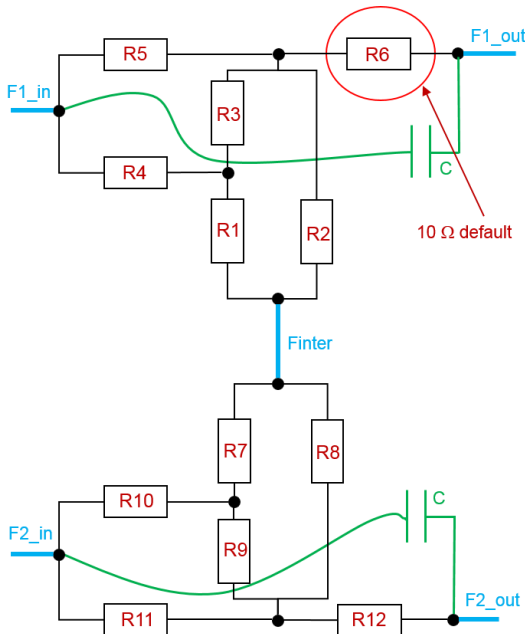 F1_out
R5
R6
F1_in
R3
C
R4
R1
R2
10 Ω default
Finter
R7
R8
R10
C
F2_in
R9
F2_out
R11
R12